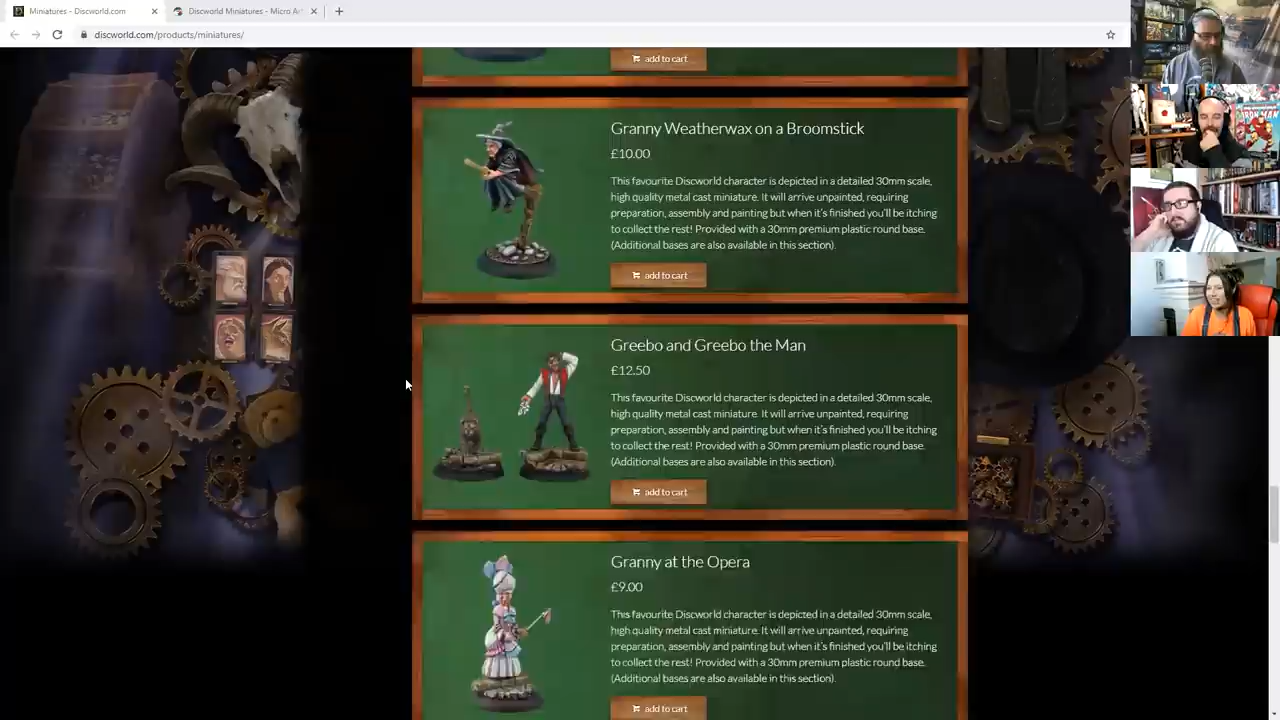 Miniatures - Discworld.com
Discworld Miniatures - Micro Ar
discworld.com/products/miniatures/
add to cart
Granny Weatherwax on a Broomstick
£10.00
This favourite Discworld character is depicted in a detailed 30mm scale,
high quality metal cast miniature. It will arrive unpainted, requiring
preparation, assembly and painting but when it's finished you'll be itching
to collect the rest! Provided with a 30mm premium plastic round base.
(Additional bases are also available in this section).
add to cart
Greebo and Greebo the Man
£12.50
This favourite Discworld character is depicted in a detailed 30mm scale,
high quality metal cast miniature. It will arrive unpainted, requiring
preparation, assembly and painting but when it's finished you'll be itching
to collect the rest! Provided with a 30mm premium plastic round base.
(Additional bases are also available in this section).
add to cart
Granny at the Opera
£9.00
This favourite Discworld character is depicted in a detailed 30mm scale,
high quality metal cast miniature. It will arrive unpainted, requiring
preparation, assembly and painting but when it's finished you'll be itching
to collect the rest! Provided with a 30mm premium plastic round base.
(Additional bases are also available in this section).
add to cart
IRON MAN